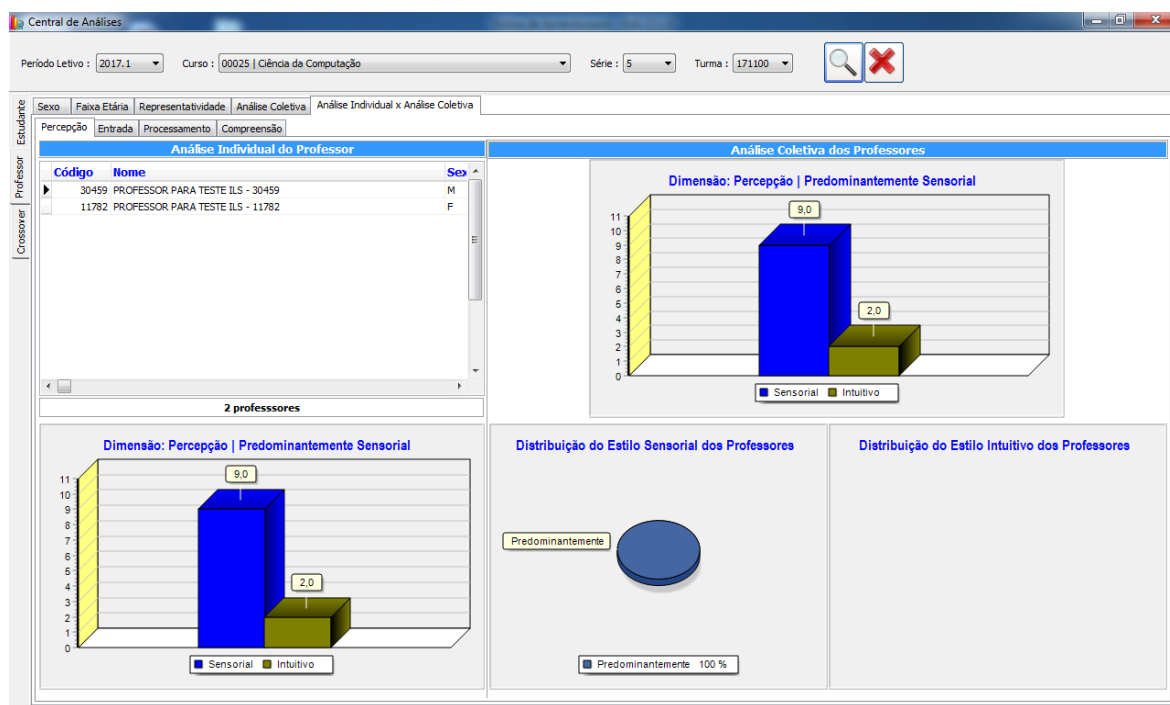 Central de Análises
Período Letivo : 2017.1 Curso : 00025 | Ciência da Computação Série : 5 Turma : 171100
Estudante
Professor
Crossover
Sexo Faixa Etária Representatividade Análise Coletiva Análise Individual x Análise Coletiva
Percepção Entrada Processamento Compreensão
Análise Individual do Professor
Código Nome Sex
30459 PROFESSOR PARA TESTE ILS - 30459 M
11782 PROFESSOR PARA TESTE ILS - 11782 F
2 professsores
Análise Coletiva dos Professores
Dimensão: Percepção | Predominantemente Sensorial
11
10
9
8
7
6
5
4
3
2
1
0
9,0
2,0
Sensorial Intuitivo
Dimensão: Percepção | Predominantemente Sensorial
11
10
9
8
7
6
5
4
3
2
1
0
9,0
2,0
Sensorial Intuitivo
Distribuição do Estilo Sensorial dos Professores
Predominantemente
Predominantemente 100 %
Distribuição do Estilo Intuitivo dos Professores